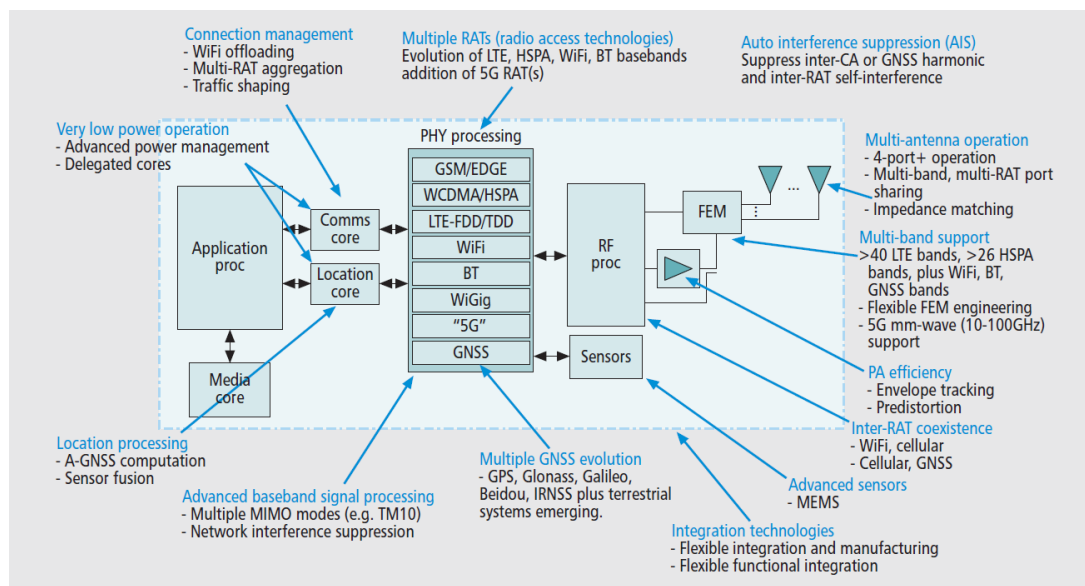 Connection management
- WiFi offloading
- Multi-RAT aggregation
- Traffic shaping
Multiple RATs (radio access technologies)
Evolution of LTE, HSPA, WiFi, BT basebands
addition of 5G RAT(s)
Auto interference suppression (AIS)
Suppress inter-CA or GNSS harmonic
and inter-RAT self-interference
Very low power operation
- Advanced power management
- Delegated cores
PHY processing
GSM/EDGE
WCDMA/HSPA
LTE-FDD/TDD
WiFi
BT
WiGig
"5G"
GNSS
Application
proc
Comms
core
Location
core
Media
core
RF
proc
FEM
...
Sensors
Multi-antenna operation
- 4-port+ operation
- Multi-band, multi-RAT port
sharing
- Impedance matching
Multi-band support
>40 LTE bands, >26 HSPA
bands, plus WiFi, BT,
GNSS bands
- Flexible FEM engineering
- 5G mm-wave (10-100GHz)
support
PA efficiency
- Envelope tracking
- Predistortion
Inter-RAT coexistence
- WiFi, cellular
- Cellular, GNSS
Location processing
- A-GNSS computation
- Sensor fusion
Advanced baseband signal processing
- Multiple MIMO modes (e.g. TM10)
- Network interference suppression
Multiple GNSS evolution
- GPS, Glonass, Galileo,
Beidou, IRNSS plus terrestrial
systems emerging.
Advanced sensors
- MEMS
Integration technologies
- Flexible integration and manufacturing
- Flexible functional integration